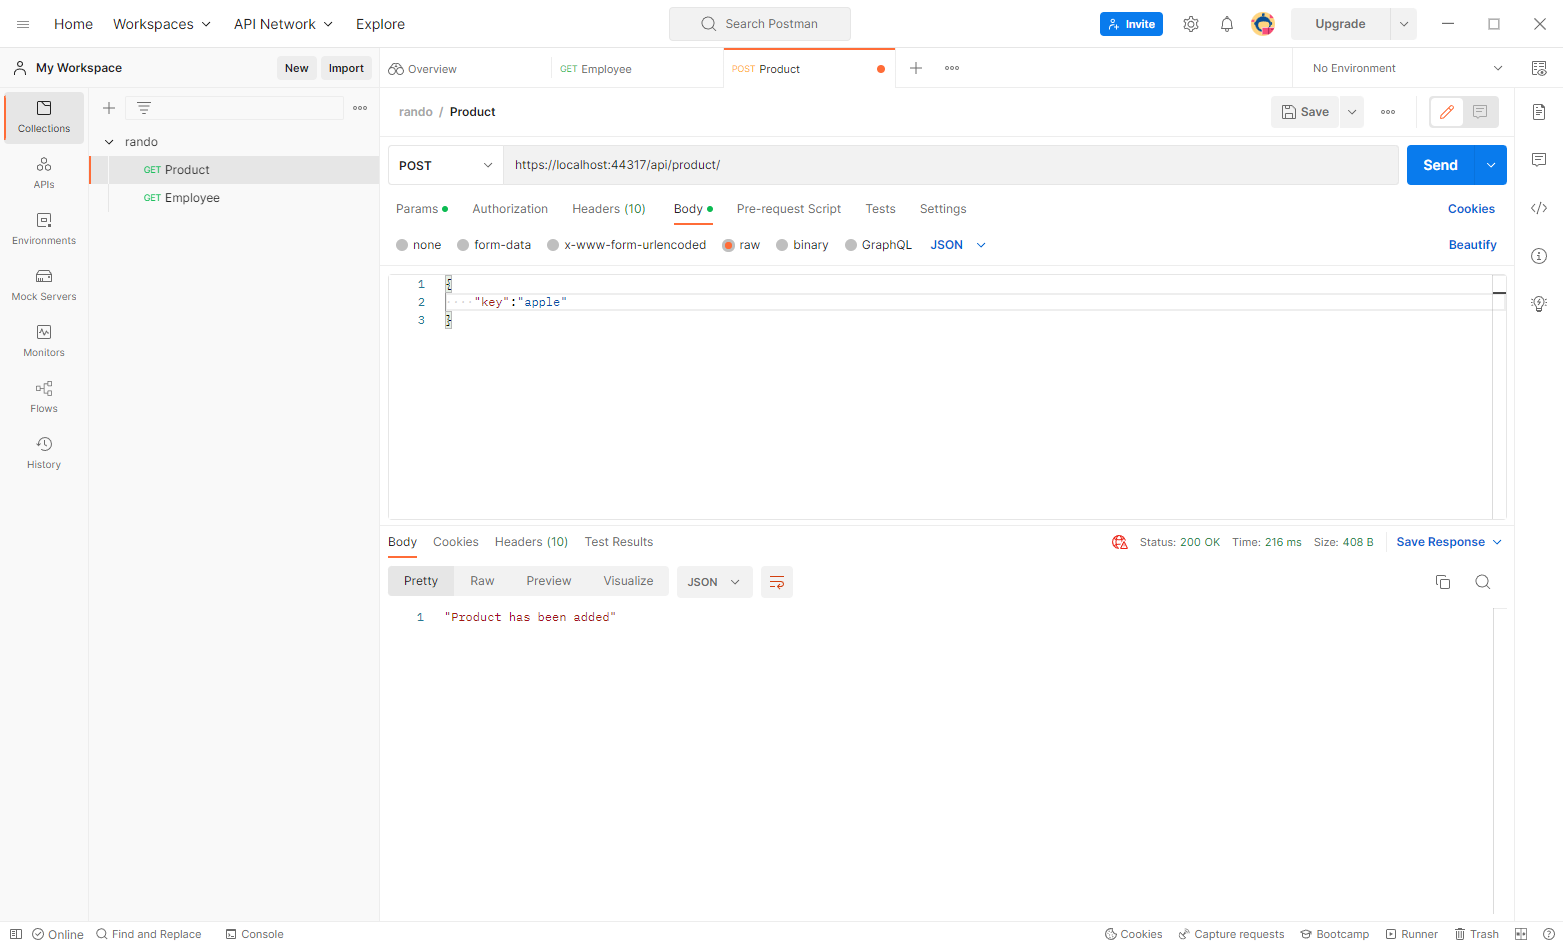 Home Workspaces API Network Explore Search Postman Invite Upgrade
My Workspace New Import Overview GET Employee POST Product No Environment
Collections
APIs
Environments
Mock Servers
Monitors
Flows
History
rando
GET Product
GET Employee
rando / Product Save
POST https://localhost:44317/api/product/ Send
Params Authorization Headers (10) Body Pre-request Script Tests Settings Cookies
none form-data x-www-form-urlencoded raw binary GraphQL JSON Beautify
1 {
2 ····"key":"apple"
3 }
Body Cookies Headers (10) Test Results Status: 200 OK Time: 216 ms Size: 408 B Save Response
Pretty Raw Preview Visualize JSON
1 "Product has been added"
Online Find and Replace Console Cookies Capture requests Bootcamp Runner Trash